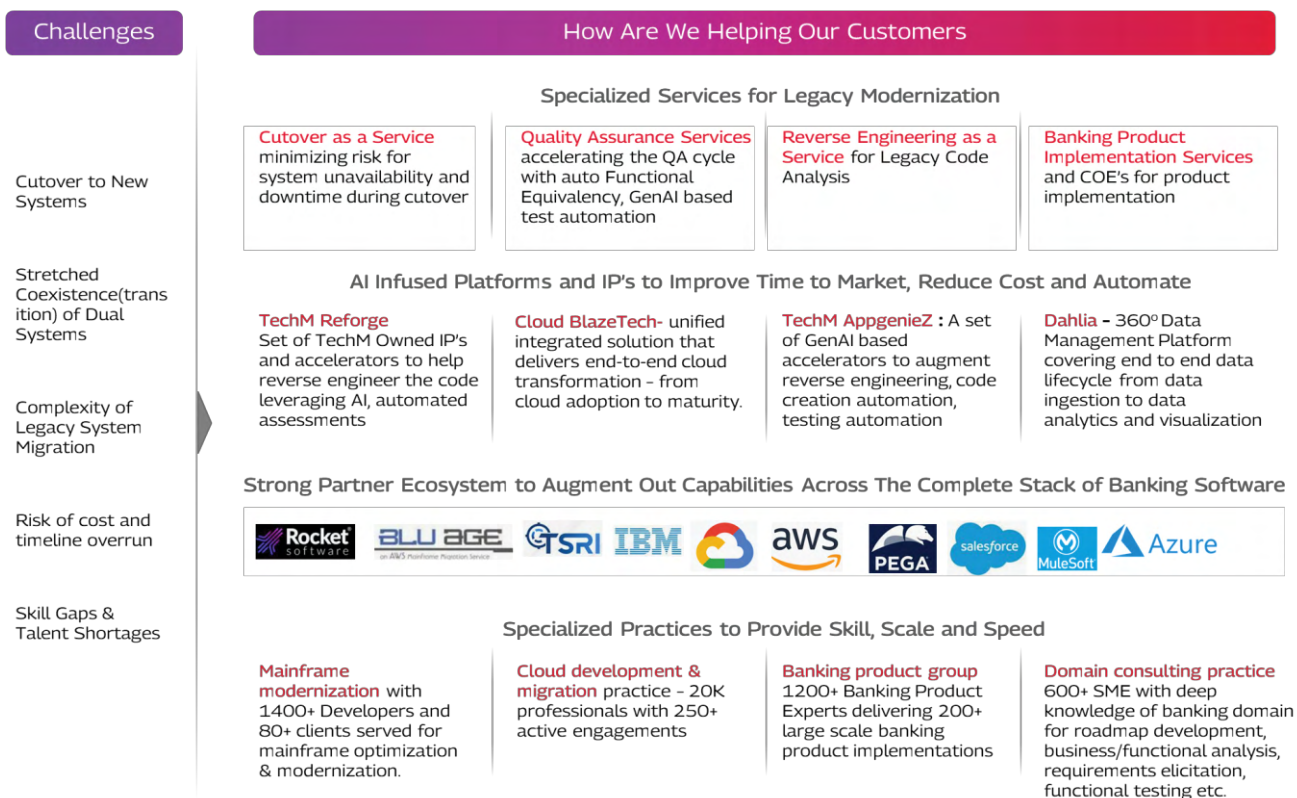 Challenges
How Are We Helping Our Customers
Cutover to New
Systems
Stretched
Coexistence(trans
ition) of Dual
Systems
Complexity of
Legacy System
Migration
Risk of cost and
timeline overrun
Skill Gaps &
Talent Shortages
Specialized Services for Legacy Modernization
Cutover as a Service
minimizing risk for
system unavailability and
downtime during cutover
Quality Assurance Services
accelerating the QA cycle
with auto Functional
Equivalency, GenAI based
test automation
Reverse Engineering as a
Service for Legacy Code
Analysis
Banking Product
Implementation Services
and COE's for product
implementation
AI Infused Platforms and IP's to Improve Time to Market, Reduce Cost and Automate
TechM Reforge
Set of TechM Owned IP's
and accelerators to help
reverse engineer the code
leveraging AI, automated
assessments
Cloud BlazeTech- unified
integrated solution that
delivers end-to-end cloud
transformation – from
cloud adoption to maturity.
TechM AppgenieZ : A set
of GenAI based
accelerators to augment
reverse engineering, code
creation automation,
testing automation
Dahlia – 360º Data
Management Platform
covering end to end data
lifecycle from data
ingestion to data
analytics and visualization
Strong Partner Ecosystem to Augment Out Capabilities Across The Complete Stack of Banking Software
Rocket
software
BLU AGE
on AWS Mainframe Migration Service
TSRI
IBM
aws
PEGA
salesforce
MuleSoft
Azure
Specialized Practices to Provide Skill, Scale and Speed
Mainframe
modernization with
1400+ Developers and
80+ clients served for
mainframe optimization
& modernization.
Cloud development &
migration practice – 20K
professionals with 250+
active engagements
Banking product group
1200+ Banking Product
Experts delivering 200+
large scale banking
product implementations
Domain consulting practice
600+ SME with deep
knowledge of banking domain
for roadmap development,
business/functional analysis,
requirements elicitation,
functional testing etc.